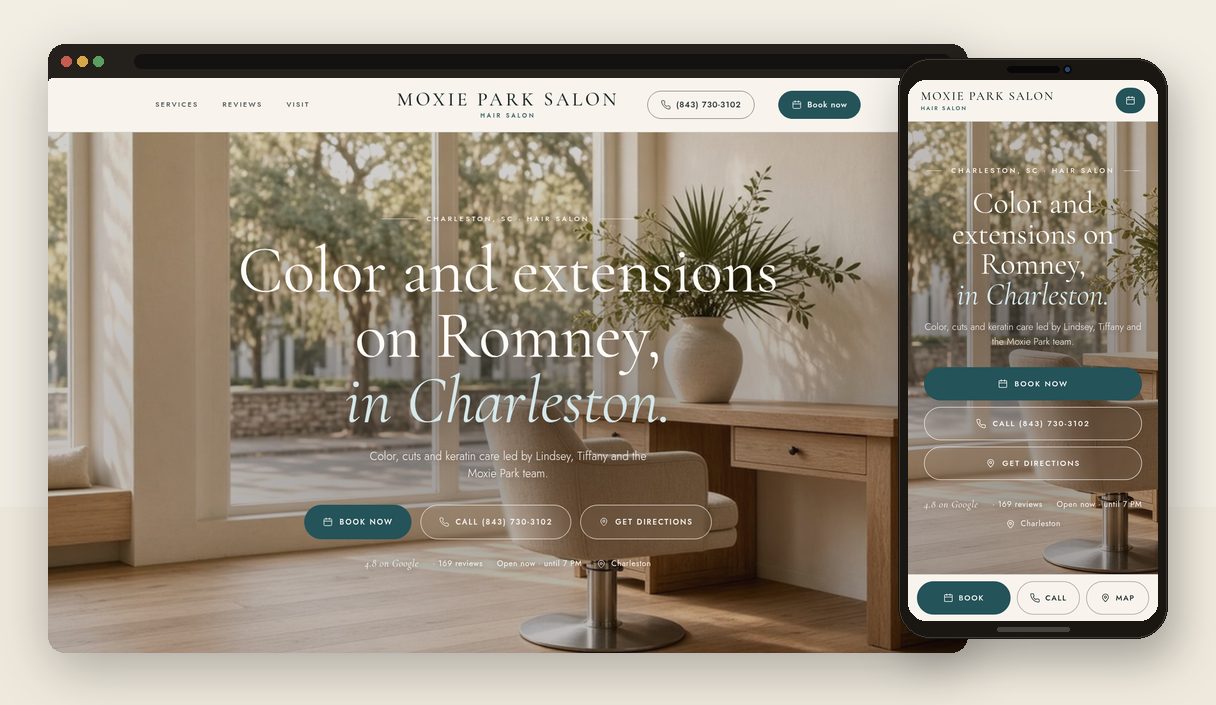 SERVICES
REVIEWS
VISIT
MOXIE PARK SALON
HAIR SALON
(843) 730-3102
Book now
CHARLESTON, SC · HAIR SALON
Color and extensions
on Romney,
in Charleston.
Color, cuts and keratin care led by Lindsey, Tiffany and the
Moxie Park team.
BOOK NOW
CALL (843) 730-3102
GET DIRECTIONS
4.8 on Google · 169 reviews Open now · until 7 PM Charleston
MOXIE PARK SALON
HAIR SALON
CHARLESTON, SC · HAIR SALON
Color and
extensions on
Romney,
in Charleston.
Color, cuts and keratin care led by Lindsey, Tiffany and
the Moxie Park team.
BOOK NOW
CALL (843) 730-3102
GET DIRECTIONS
4.8 on Google · 169 reviews Open now · until 7 PM
Charleston
BOOK
CALL
MAP